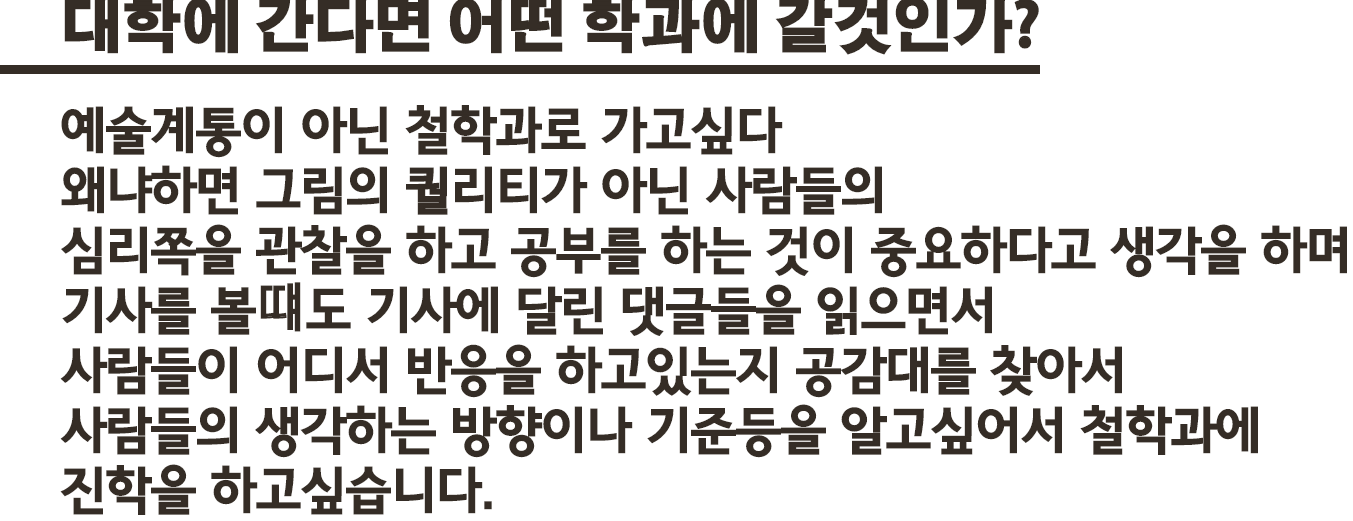 대학에 간다면 어떤 학과에 갈것인가?
예술계통이 아닌 철학과로 가고싶다
왜냐하면 그림의 퀄리티가 아닌 사람들의
심리쪽을 관찰을 하고 공부를 하는 것이 중요하다고 생각을 하며
기사를 볼떄도 기사에 달린 댓글들을 읽으면서
사람들이 어디서 반응을 하고있는지 공감대를 찾아서
사람들의 생각하는 방향이나 기준등을 알고싶어서 철학과에
진학을 하고싶습니다.